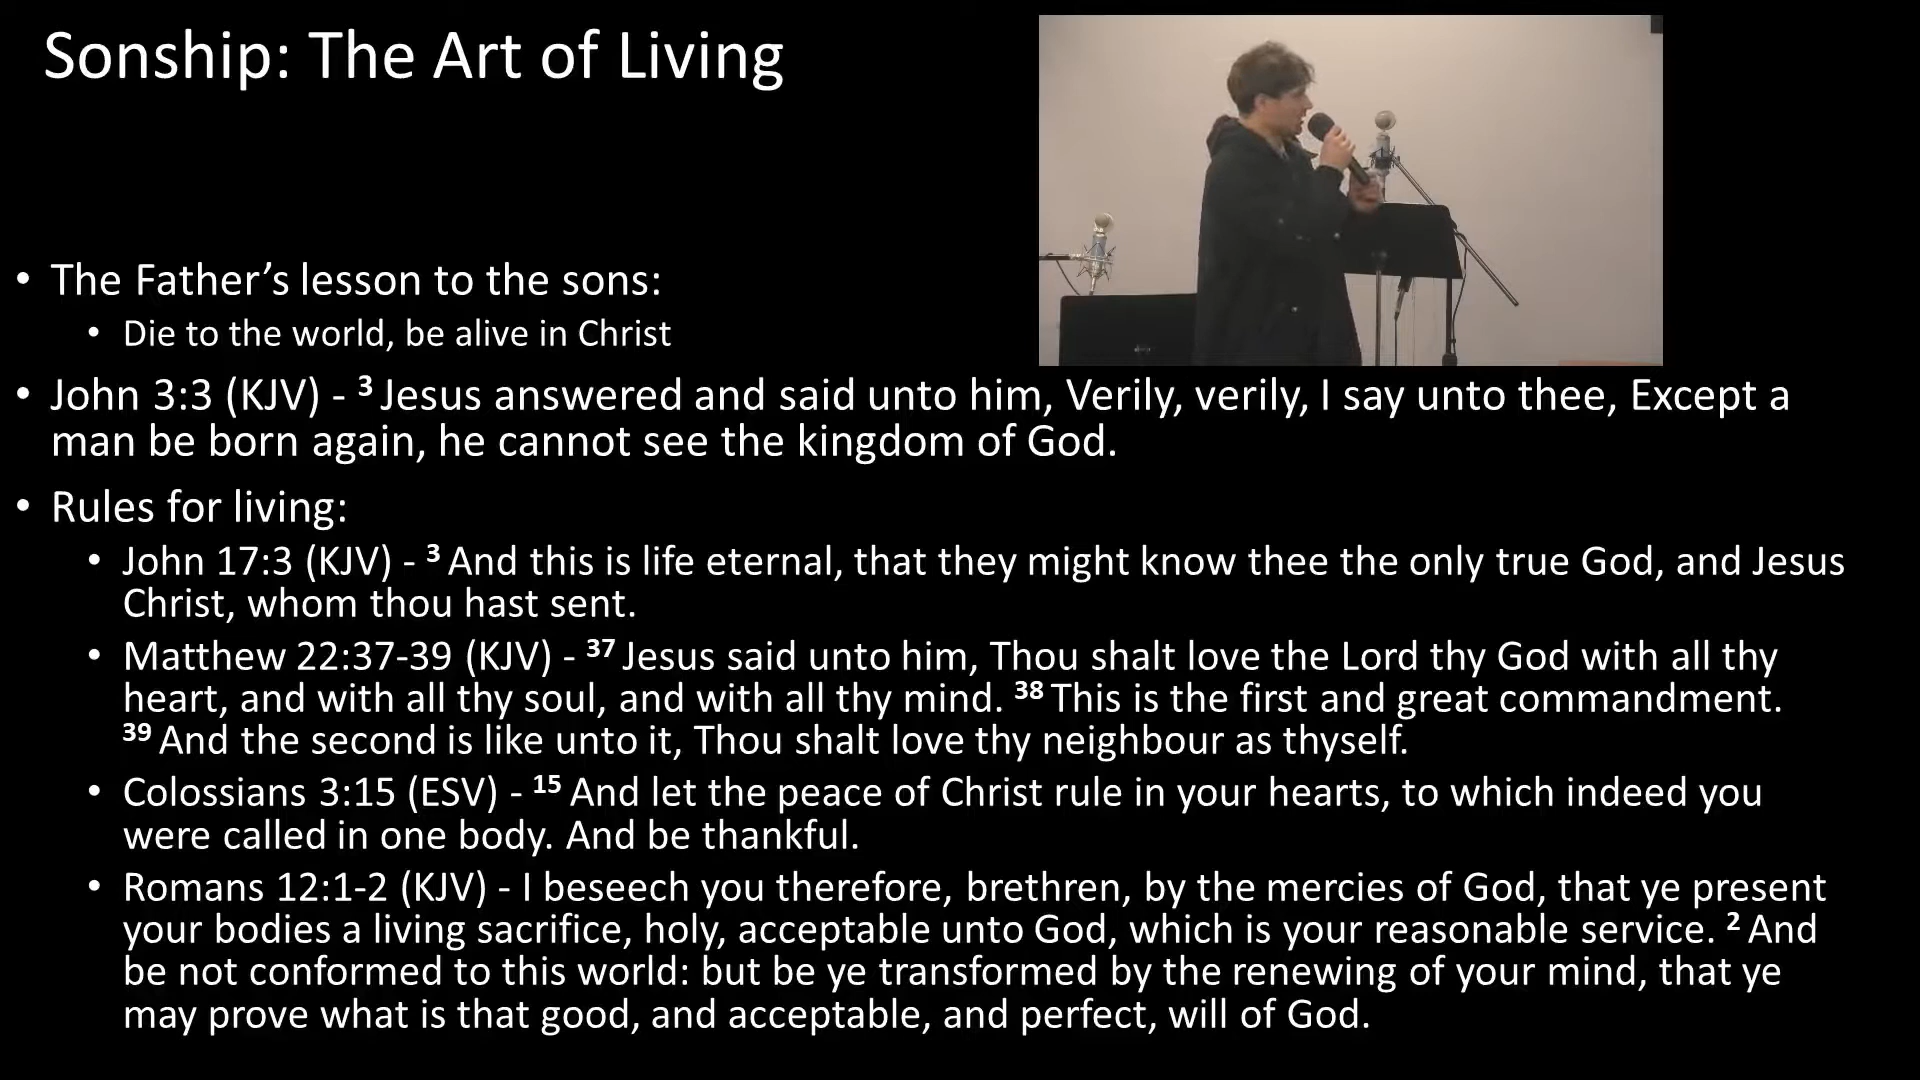 Sonship: The Art of Living
• The Father’s lesson to the sons:
• Die to the world, be alive in Christ
• John 3:3 (KJV) - ³ Jesus answered and said unto him, Verily, verily, I say unto thee, Except a
man be born again, he cannot see the kingdom of God.
• Rules for living:
• John 17:3 (KJV) - ³ And this is life eternal, that they might know thee the only true God, and Jesus
Christ, whom thou hast sent.
• Matthew 22:37-39 (KJV) - ³⁷ Jesus said unto him, Thou shalt love the Lord thy God with all thy
heart, and with all thy soul, and with all thy mind. ³⁸ This is the first and great commandment.
³⁹ And the second is like unto it, Thou shalt love thy neighbour as thyself.
• Colossians 3:15 (ESV) - ¹⁵ And let the peace of Christ rule in your hearts, to which indeed you
were called in one body. And be thankful.
• Romans 12:1-2 (KJV) - I beseech you therefore, brethren, by the mercies of God, that ye present
your bodies a living sacrifice, holy, acceptable unto God, which is your reasonable service. ² And
be not conformed to this world: but be ye transformed by the renewing of your mind, that ye
may prove what is that good, and acceptable, and perfect, will of God.